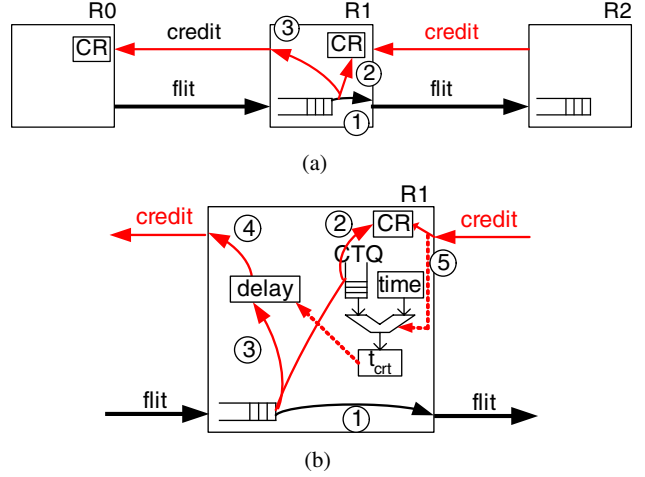 R0 R1 R2
CR credit ③ CR credit
②
flit flit
①
(a)
R1
credit ④ ② CR credit
CTQ ⑤
delay time
③ t_crt
flit ① flit
(b)